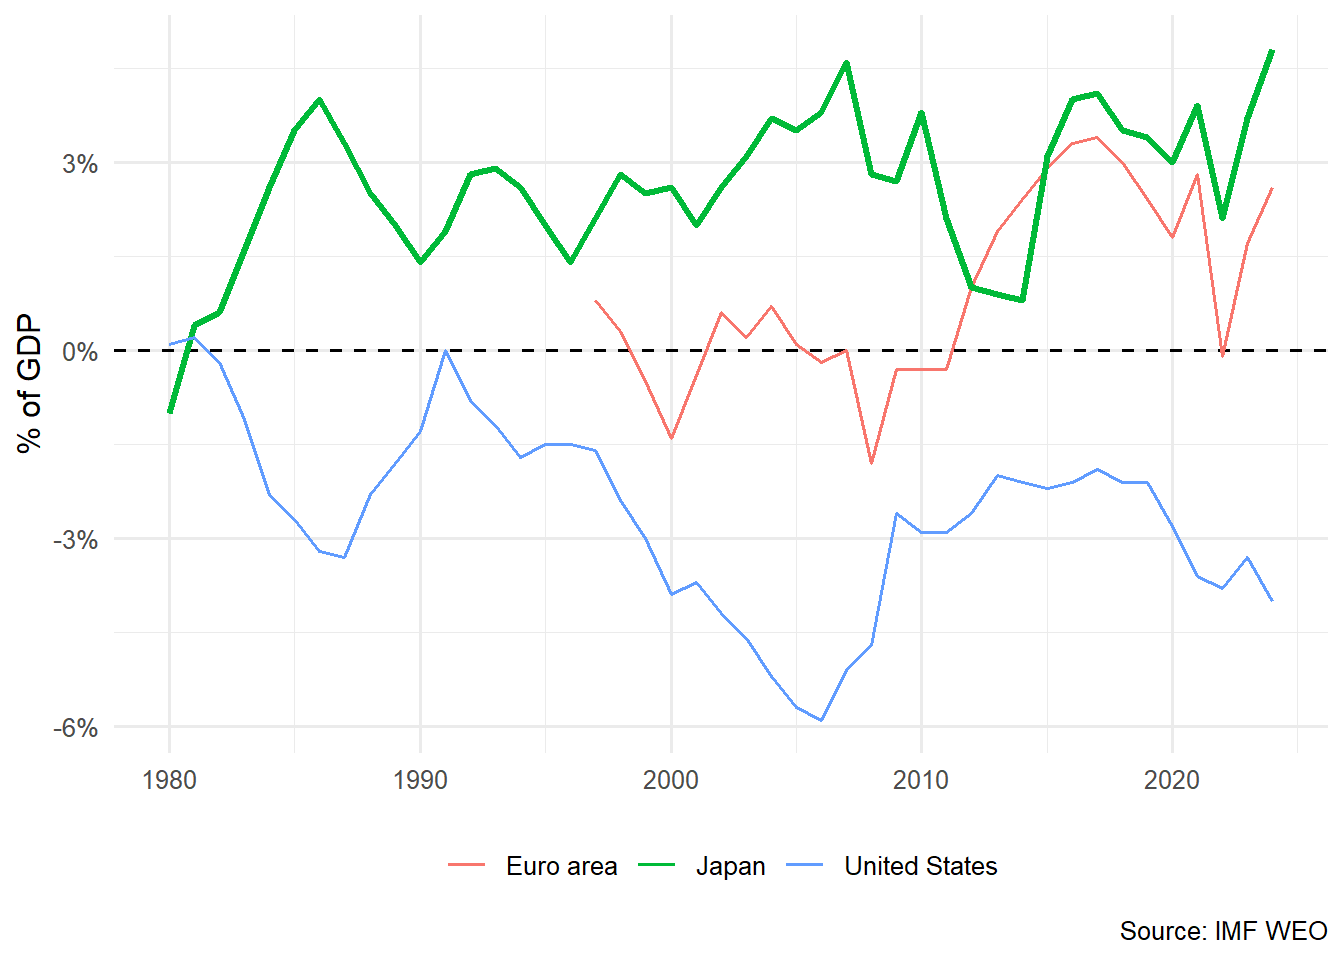 % of GDP
3%
0%
-3%
-6%
1980 1990 2000 2010 2020
Euro area Japan United States
Source: IMF WEO